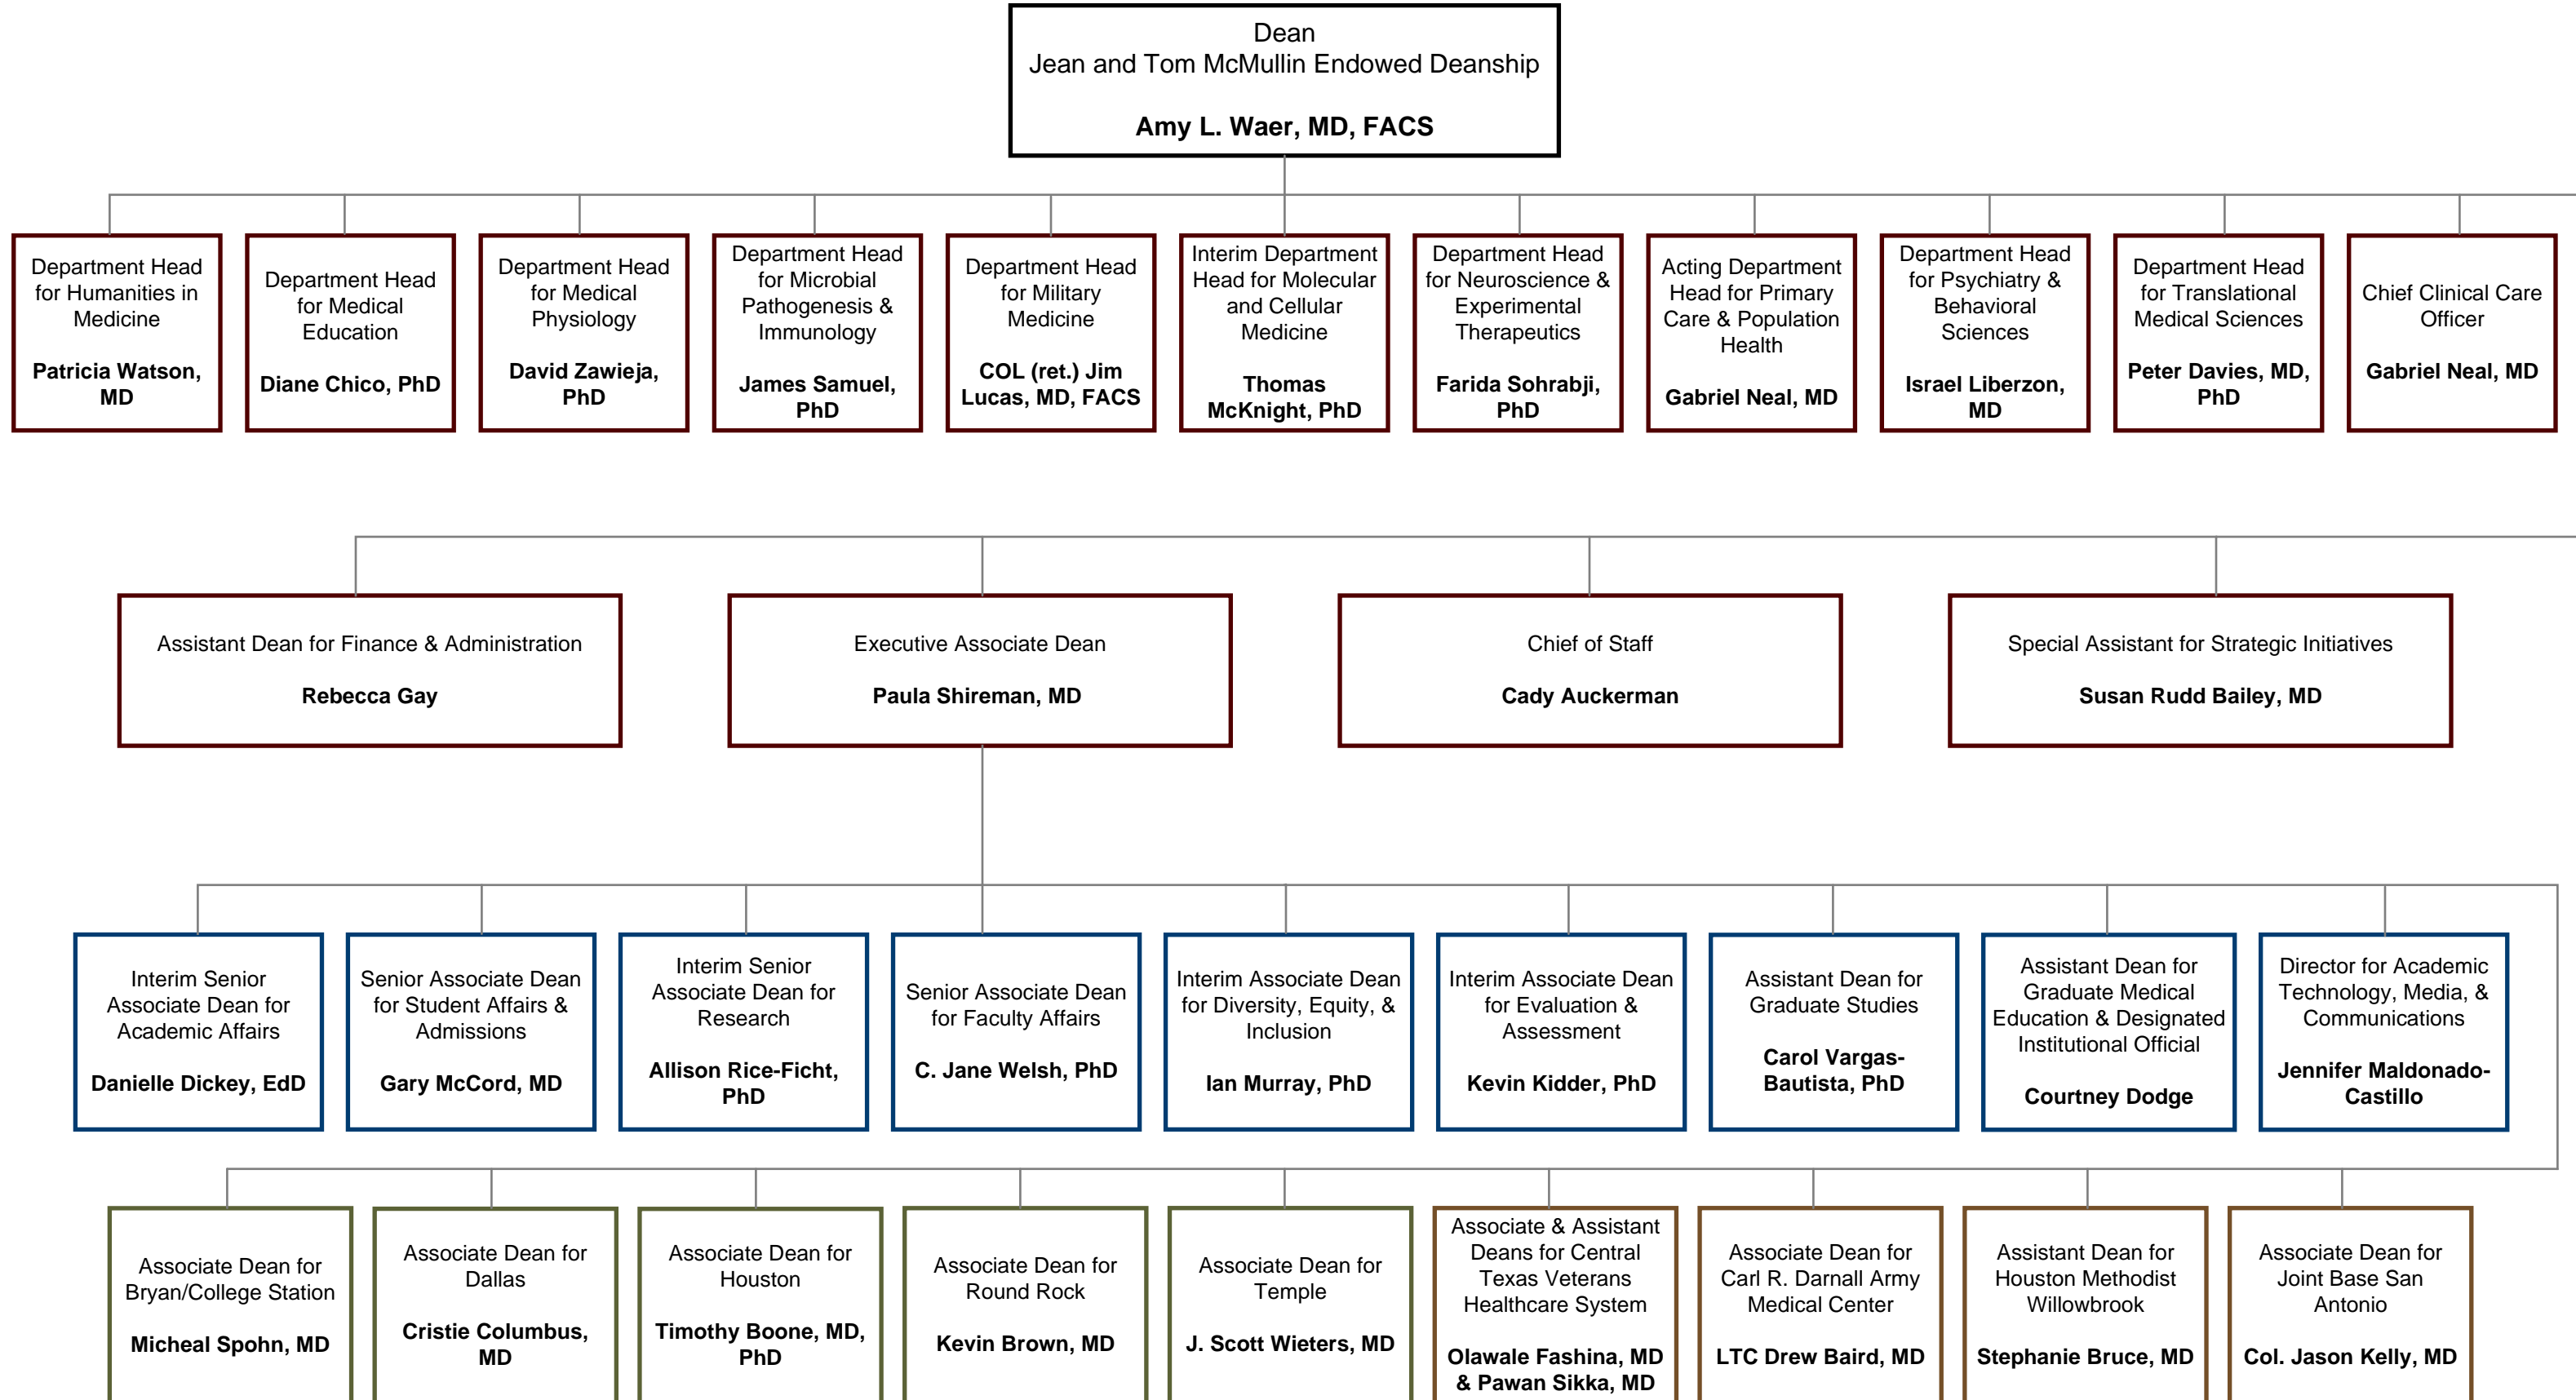 Dean
Jean and Tom McMullin Endowed Deanship
Amy L. Waer, MD, FACS
Department Head
for Humanities in
Medicine
Patricia Watson,
MD
Department Head
for Medical
Education
Diane Chico, PhD
Department Head
for Medical
Physiology
David Zawieja,
PhD
Department Head
for Microbial
Pathogenesis &
Immunology
James Samuel,
PhD
Department Head
for Military
Medicine
COL (ret.) Jim
Lucas, MD, FACS
Interim Department
Head for Molecular
and Cellular
Medicine
Thomas
McKnight, PhD
Department Head
for Neuroscience &
Experimental
Therapeutics
Farida Sohrabji,
PhD
Acting Department
Head for Primary
Care & Population
Health
Gabriel Neal, MD
Department Head
for Psychiatry &
Behavioral
Sciences
Israel Liberzon,
MD
Department Head
for Translational
Medical Sciences
Peter Davies, MD,
PhD
Chief Clinical Care
Officer
Gabriel Neal, MD
Assistant Dean for Finance & Administration
Rebecca Gay
Executive Associate Dean
Paula Shireman, MD
Chief of Staff
Cady Auckerman
Special Assistant for Strategic Initiatives
Susan Rudd Bailey, MD
Interim Senior
Associate Dean for
Academic Affairs
Danielle Dickey, EdD
Senior Associate Dean
for Student Affairs &
Admissions
Gary McCord, MD
Interim Senior
Associate Dean for
Research
Allison Rice-Ficht,
PhD
Senior Associate Dean
for Faculty Affairs
C. Jane Welsh, PhD
Interim Associate Dean
for Diversity, Equity, &
Inclusion
Ian Murray, PhD
Interim Associate Dean
for Evaluation &
Assessment
Kevin Kidder, PhD
Assistant Dean for
Graduate Studies
Carol Vargas-
Bautista, PhD
Assistant Dean for
Graduate Medical
Education & Designated
Institutional Official
Courtney Dodge
Director for Academic
Technology, Media, &
Communications
Jennifer Maldonado-
Castillo
Associate Dean for
Bryan/College Station
Micheal Spohn, MD
Associate Dean for
Dallas
Cristie Columbus,
MD
Associate Dean for
Houston
Timothy Boone, MD,
PhD
Associate Dean for
Round Rock
Kevin Brown, MD
Associate Dean for
Temple
J. Scott Wieters, MD
Associate & Assistant
Deans for Central
Texas Veterans
Healthcare System
Olawale Fashina, MD
& Pawan Sikka, MD
Associate Dean for
Carl R. Darnall Army
Medical Center
LTC Drew Baird, MD
Assistant Dean for
Houston Methodist
Willowbrook
Stephanie Bruce, MD
Associate Dean for
Joint Base San
Antonio
Col. Jason Kelly, MD